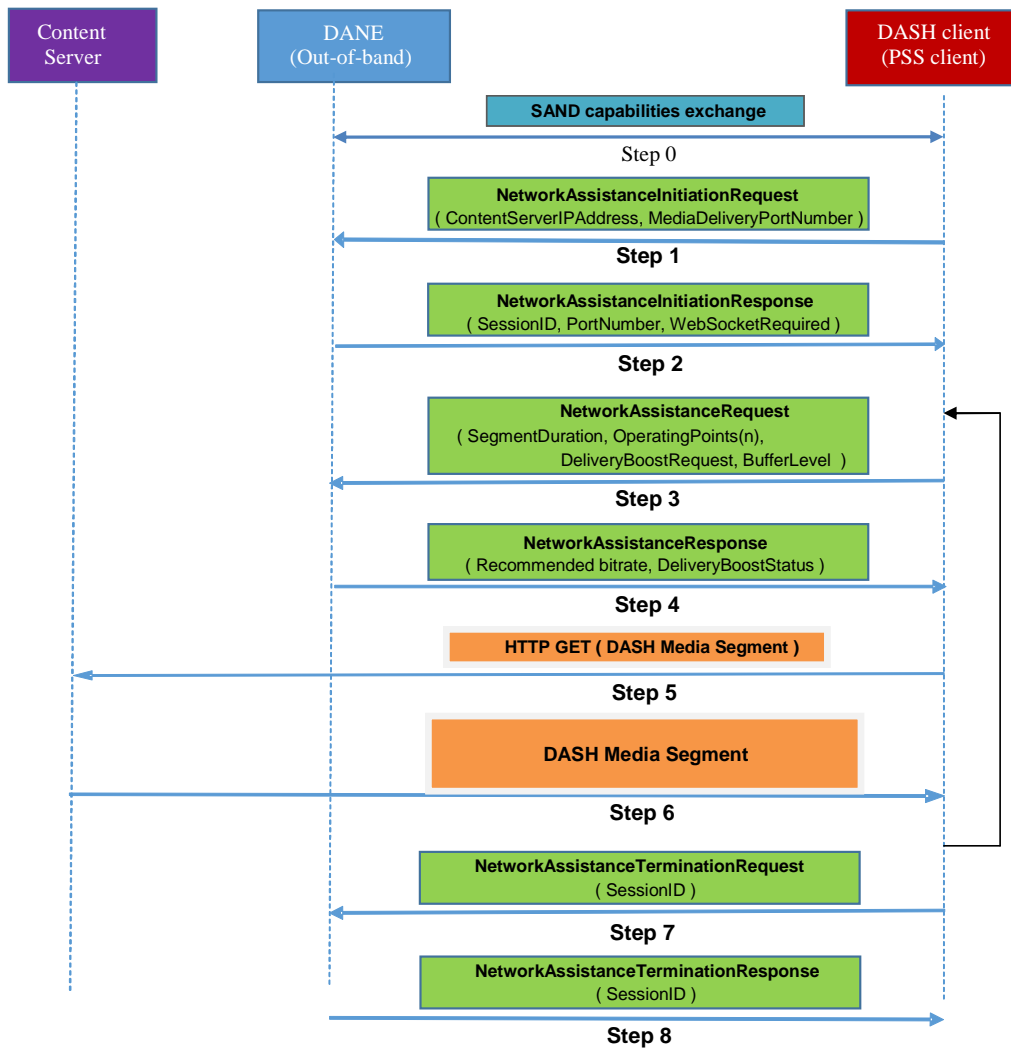 Content
Server
DANE
(Out-of-band)
DASH client
(PSS client)
SAND capabilities exchange
Step 0
NetworkAssistanceInitiationRequest
( ContentServerIPAddress, MediaDeliveryPortNumber )
Step 1
NetworkAssistanceInitiationResponse
( SessionID, PortNumber, WebSocketRequired )
Step 2
NetworkAssistanceRequest
( SegmentDuration, OperatingPoints(n),
DeliveryBoostRequest, BufferLevel )
Step 3
NetworkAssistanceResponse
( Recommended bitrate, DeliveryBoostStatus )
Step 4
HTTP GET ( DASH Media Segment )
Step 5
DASH Media Segment
Step 6
NetworkAssistanceTerminationRequest
( SessionID )
Step 7
NetworkAssistanceTerminationResponse
( SessionID )
Step 8